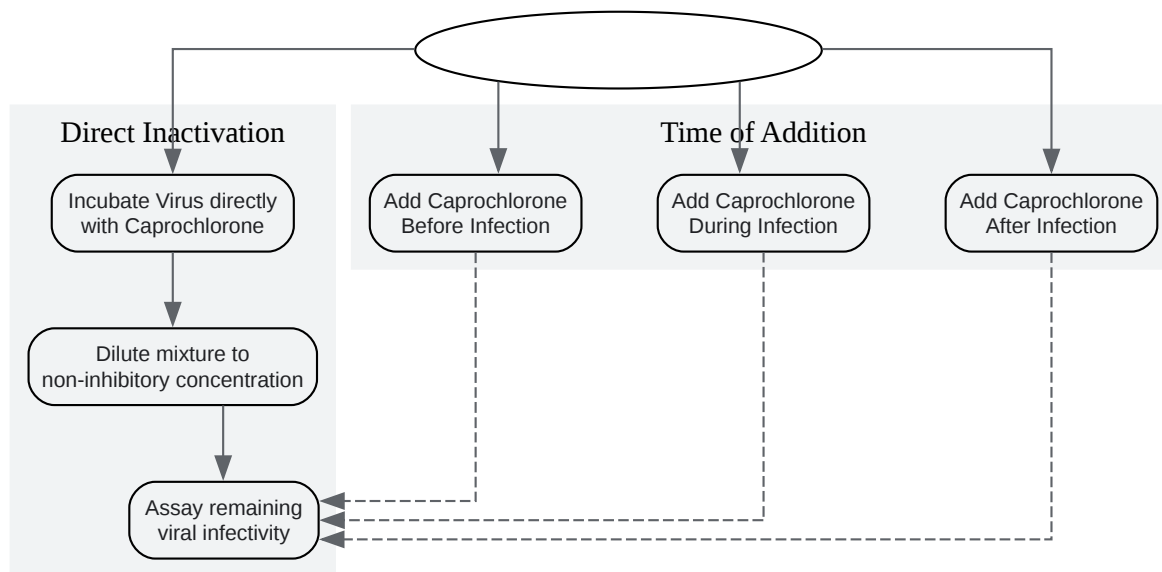 Direct Inactivation
Time of Addition
Incubate Virus directly
with Caprochlorone
Add Caprochlorone
Before Infection
Add Caprochlorone
During Infection
Add Caprochlorone
After Infection
Dilute mixture to
non-inhibitory concentration
Assay remaining
viral infectivity